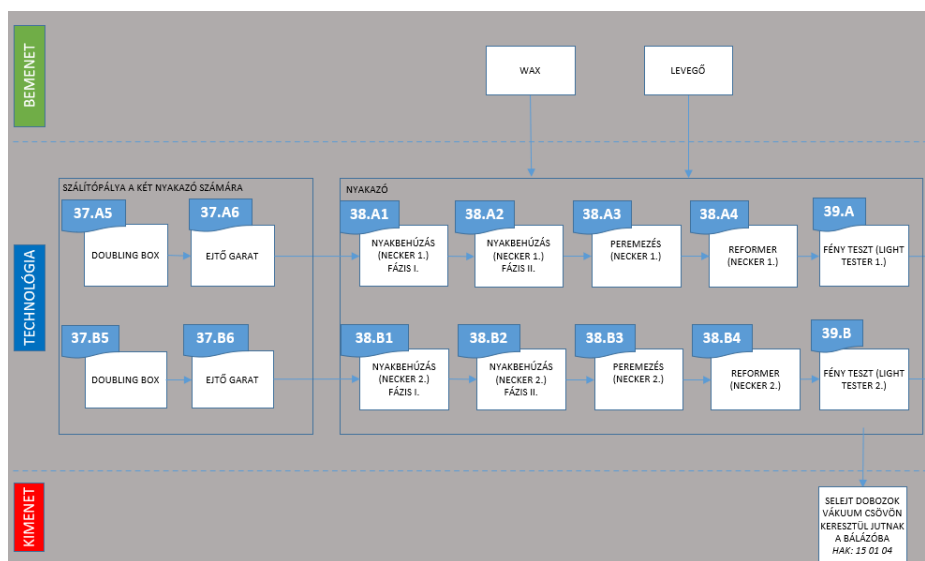 BEMENET
WAX
LEVEGŐ
TECHNOLÓGIA
SZÁLÍTÓPÁLYA A KÉT NYAKAZÓ SZÁMÁRA
37.A5
DOUBLING BOX
37.A6
EJTŐ GARAT
37.B5
DOUBLING BOX
37.B6
EJTŐ GARAT
NYAKAZÓ
38.A1
NYAKBEHÚZÁS
(NECKER 1.)
FÁZIS I.
38.A2
NYAKBEHÚZÁS
(NECKER 1.)
FÁZIS II.
38.A3
PEREMEZÉS
(NECKER 1.)
38.A4
REFORMER
(NECKER 1.)
39.A
FÉNY TESZT (LIGHT
TESTER 1.)
38.B1
NYAKBEHÚZÁS
(NECKER 2.)
FÁZIS I.
38.B2
NYAKBEHÚZÁS
(NECKER 2.)
FÁZIS II.
38.B3
PEREMEZÉS
(NECKER 2.)
38.B4
REFORMER
(NECKER 2.)
39.B
FÉNY TESZT (LIGHT
TESTER 2.)
KIMENET
SELEJT DOBOZOK
VÁKUUM CSÖVÖN
KERESZTÜL JUTNAK
A BÁLÁZÓBA
HAK: 15 01 04